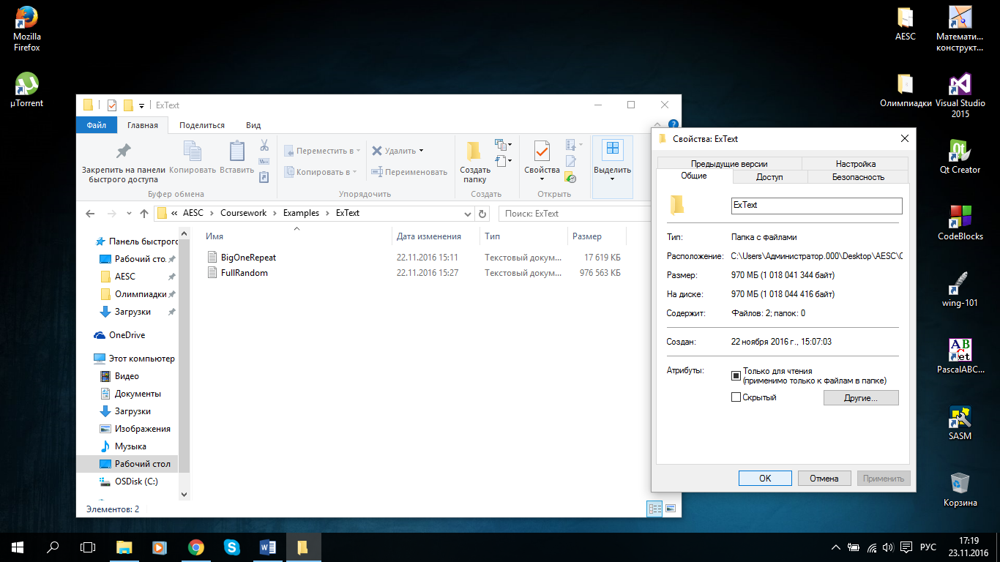 Mozilla
Firefox
µTorrent
AESC
Математи...
конструкт...
Олимпиадки
Visual Studio
2015
Qt Creator
CodeBlocks
wing-101
PascalABC...
SASM
Корзина
ExText
Файл
Главная
Поделиться
Вид
Закрепить на панели
быстрого доступа
Копировать
Вставить
Буфер обмена
Переместить в
Копировать в
Удалить
Переименовать
Упорядочить
Создать
папку
Создать
Свойства
Открыть
Выделить
« AESC > Coursework > Examples > ExText
Поиск: ExText
Имя
Дата изменения
Тип
Размер
BigOneRepeat 22.11.2016 15:11 Текстовый докум... 17 619 КБ
FullRandom 22.11.2016 15:27 Текстовый докум... 976 563 КБ
Панель быстрого
Рабочий сто.
AESC
Олимпиадки
Загрузки
OneDrive
Этот компьютер
Видео
Документы
Загрузки
Изображения
Музыка
Рабочий стол
OSDisk (C:)
Элементов: 2
Свойства: ExText
Предыдущие версии
Настройка
Общие
Доступ
Безопасность
ExText
Тип: Папка с файлами
Расположение: C:\Users\Администратор.000\Desktop\AESC\C
Размер: 970 МБ (1 018 041 344 байт)
На диске: 970 МБ (1 018 044 416 байт)
Содержит: Файлов: 2; папок: 0
Создан: 22 ноября 2016 г., 15:07:03
Атрибуты:
Только для чтения
(применимо только к файлам в папке)
Скрытый
Другие...
OK
Отмена
Применить
РУС
17:19
23.11.2016